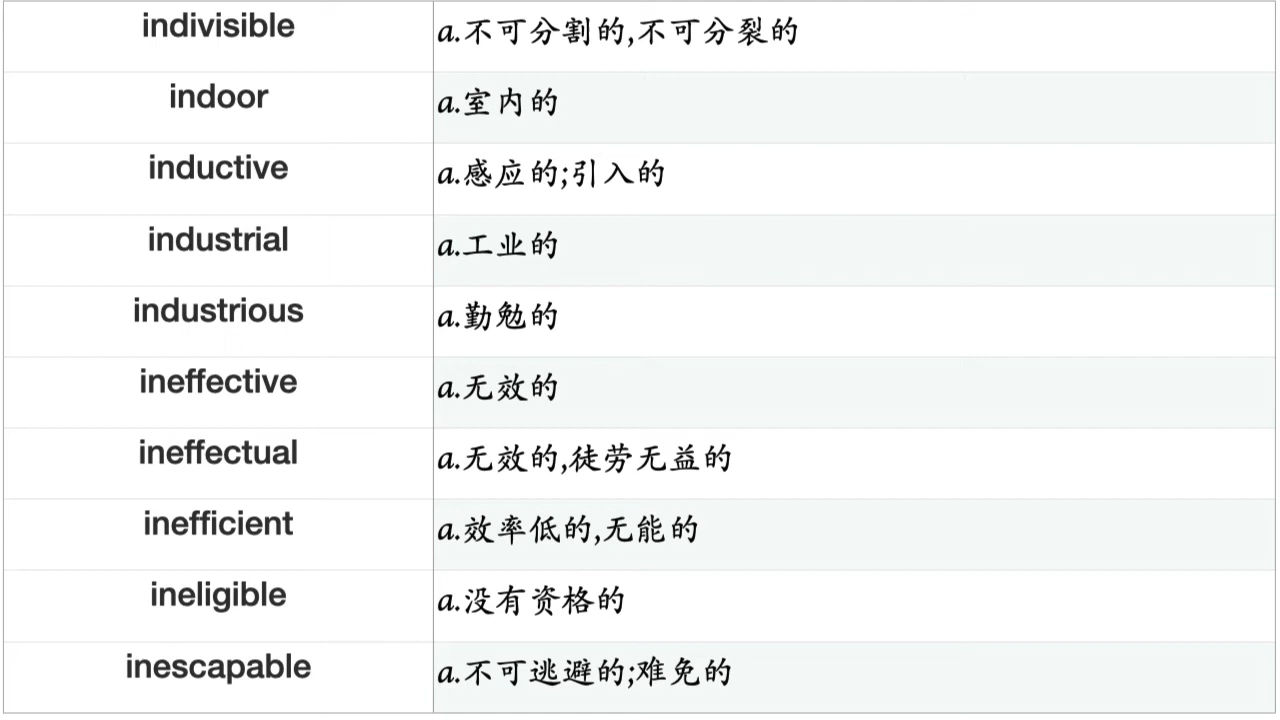 indivisible a.不可分割的,不可分裂的
indoor a.室内的
inductive a.感应的;引入的
industrial a.工业的
industrious a.勤勉的
ineffective a.无效的
ineffectual a.无效的,徒劳无益的
inefficient a.效率低的,无能的
ineligible a.没有资格的
inescapable a.不可逃避的;难免的